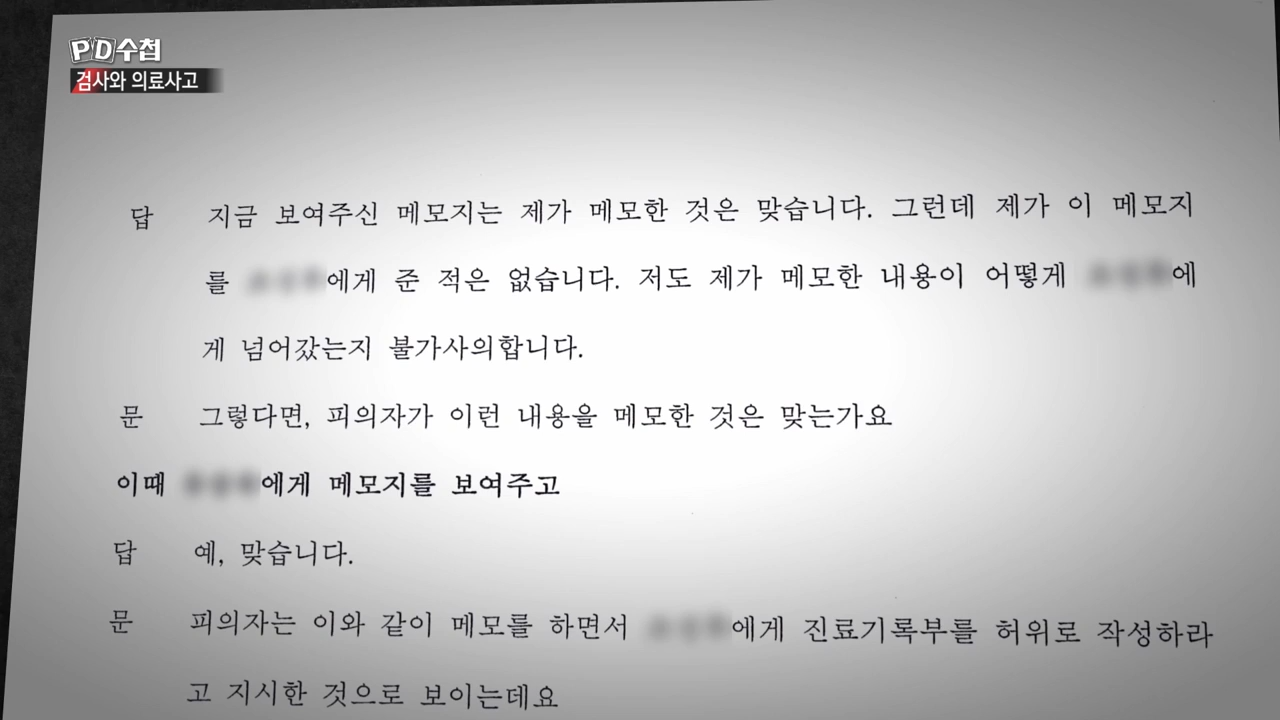 PD수첩
검사와 의료사고
답 지금 보여주신 메모지는 제가 메모한 것은 맞습니다. 그런데 제가 이 메모지
를 에게 준 적은 없습니다. 저도 제가 메모한 내용이 어떻게 에
게 넘어갔는지 불가사의합니다.
문 그렇다면, 피의자가 이런 내용을 메모한 것은 맞는가요
이때 에게 메모지를 보여주고
답 예, 맞습니다.
문 피의자는 이와 같이 메모를 하면서 에게 진료기록부를 허위로 작성하라
고 지시한 것으로 보이는데요